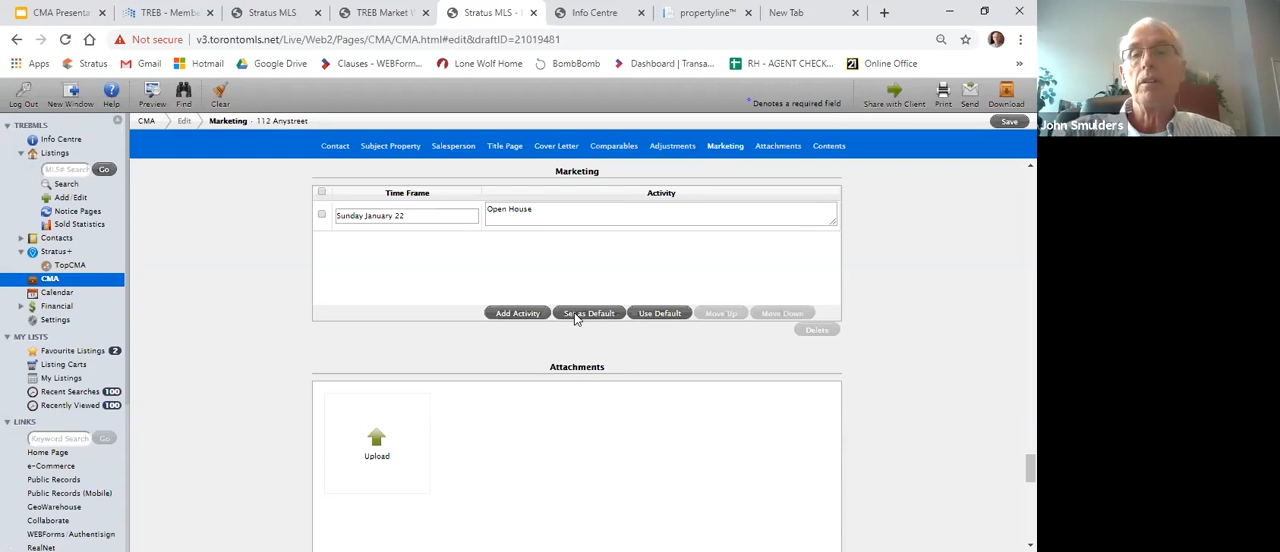 CMA Presenta
TREB - Membe
Stratus MLS
TREB Market W
Stratus MLS -
Info Centre
propertyline™
New Tab
Not secure
v3.torontomls.net/Live/Web2/Pages/CMA/CMA.html#edit&draftID=21019481
Apps
Stratus
Gmail
Hotmail
Google Drive
Clauses - WEBForm...
Lone Wolf Home
BombBomb
Dashboard | Transa...
RH - AGENT CHECK...
21
Online Office
»
Log Out
New Window
Help
Preview
Find
Clear
* Denotes a required field
Share with Client
Print
Send
Download
John Smulders
CMA
Edit
Marketing - 112 Anystreet
Save
Contact
Subject Property
Salesperson
Title Page
Cover Letter
Comparables
Adjustments
Marketing
Attachments
Contents
TREBMLS
Info Centre
Listings
MLS# Search
Go
Search
Add/Edit
Notice Pages
Sold Statistics
Contacts
Stratus+
TopCMA
CMA
Calendar
Financial
Settings
MY LISTS
Favourite Listings 2
Listing Carts
My Listings
Recent Searches 100
Recently Viewed 100
LINKS
Keyword Search
Go
Home Page
e-Commerce
Public Records
Public Records (Mobile)
GeoWarehouse
Collaborate
WEBForms/Authentisign
RealNet
Marketing
Time Frame
Activity
Sunday January 22
Open House
Add Activity
Set as Default
Use Default
Move Up
Move Down
Delete
Attachments
Upload